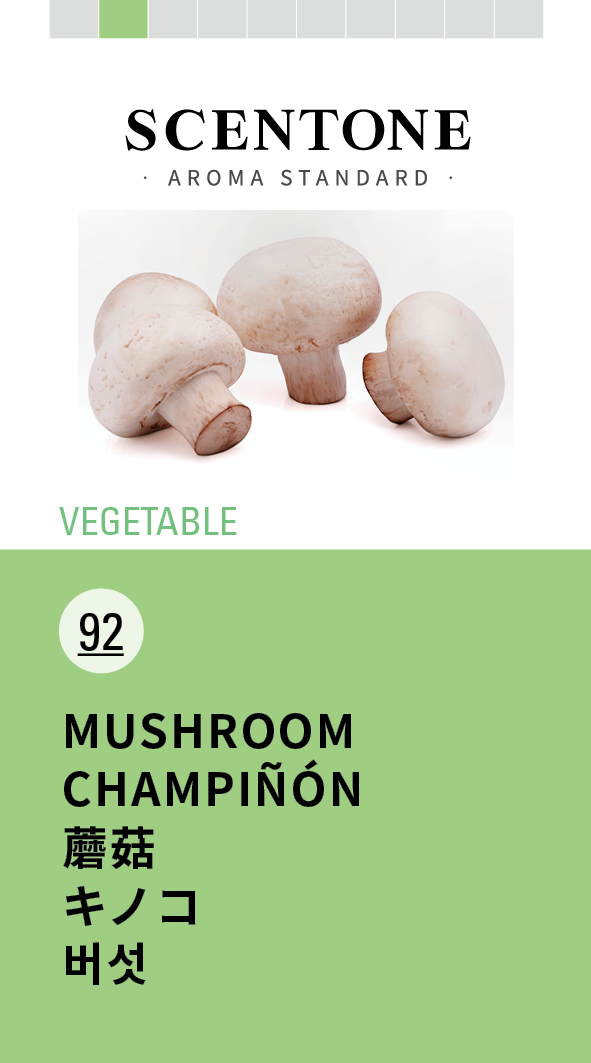 SCENTONE
· AROMA STANDARD ·
VEGETABLE
92
MUSHROOM
CHAMPIÑÓN
蘑菇
キノコ
버섯